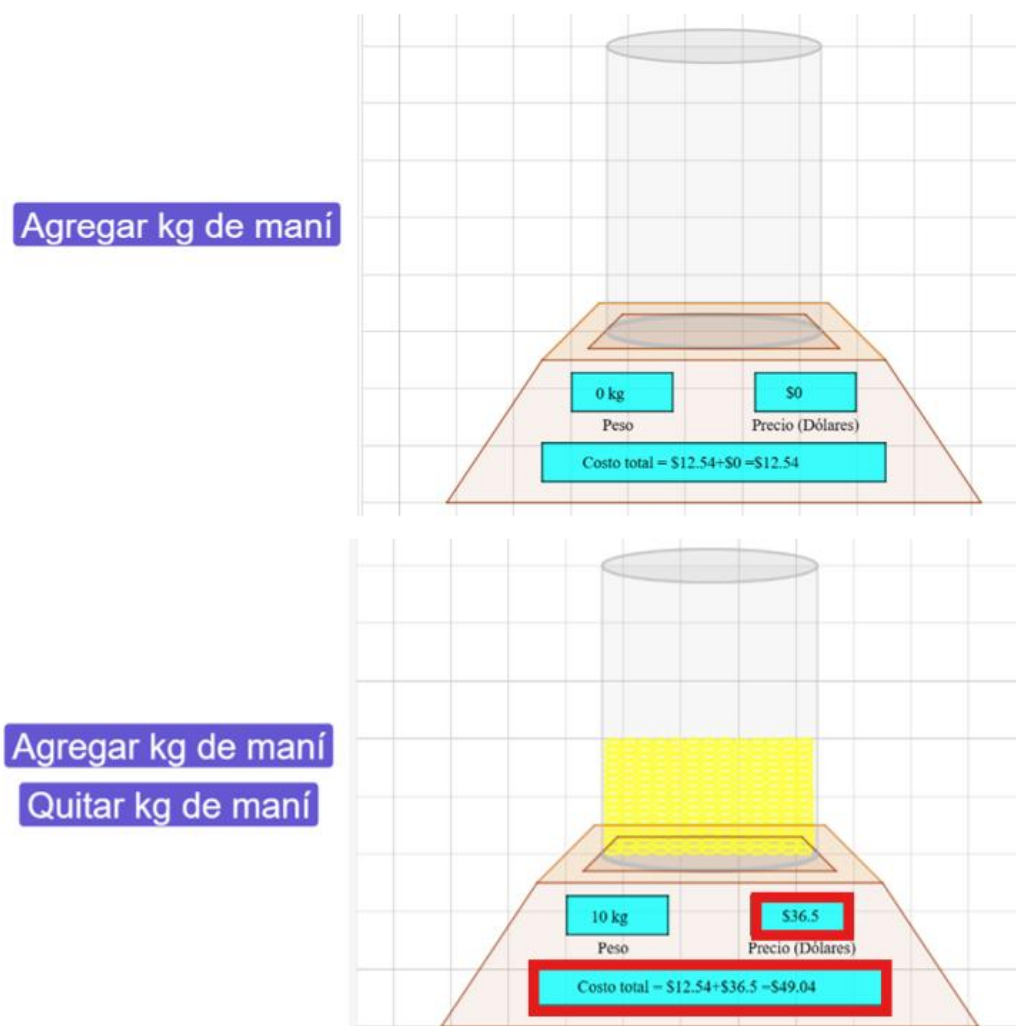 Agregar kg de maní
0 kg
$0
Peso
Precio (Dólares)
Costo total = $12.54+$0 =$12.54
Agregar kg de maní
Quitar kg de maní
10 kg
$36.5
Peso
Precio (Dólares)
Costo total = $12.54+$36.5 =$49.04